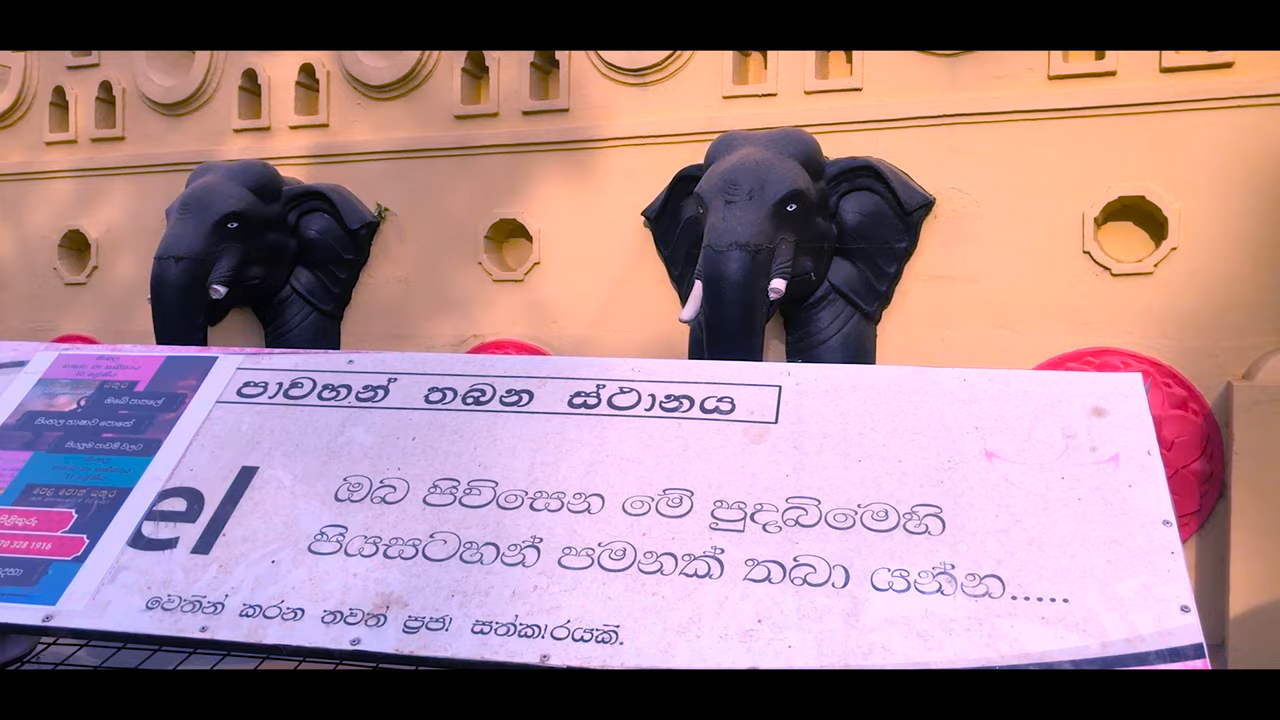 පාවහන් තබන ස්ථානය
ඔබ පිවිසෙන මේ පුදබිමෙහි
පියසටහන් පමනක් තබා යන්න.....
el
වෙතින් කරන තවත් ප්‍රජා සත්කාරයකි.